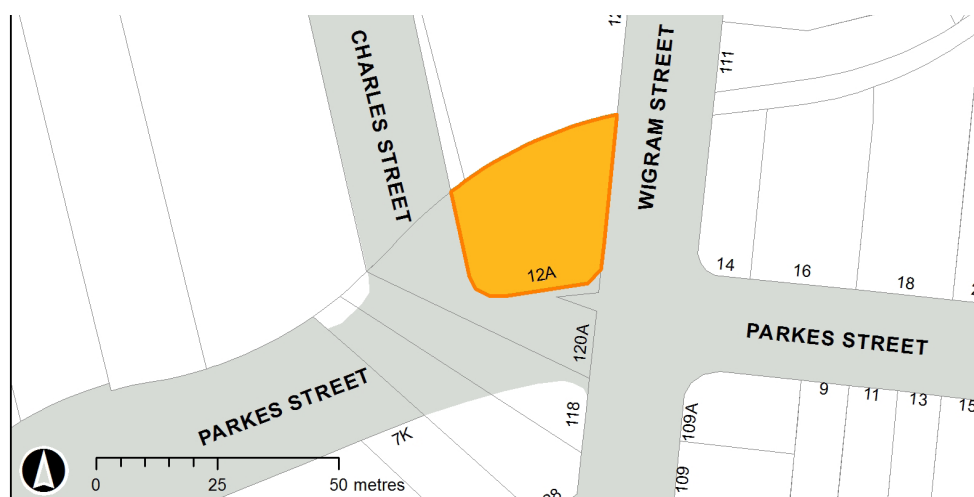 CHARLES STREET
WIGRAM STREET
111
12A
14
16
18
120A
PARKES STREET
PARKES STREET
9
11
13
15
118
109A
109
7K
0
25
50 metres